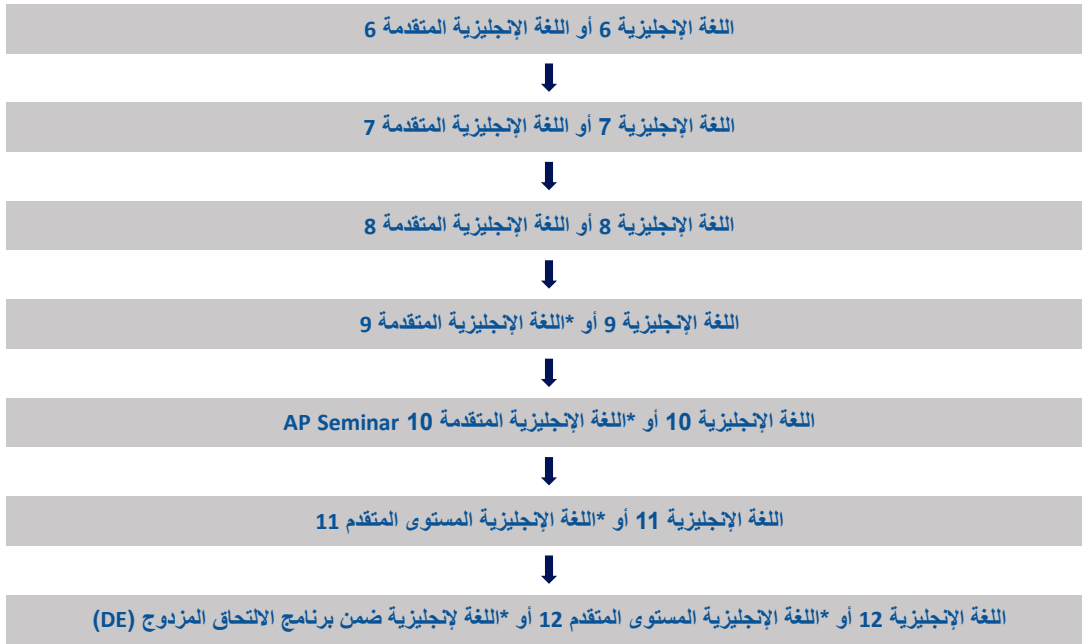 اللغة الإنجليزية 6 أو اللغة الإنجليزية المتقدمة 6
اللغة الإنجليزية 7 أو اللغة الإنجليزية المتقدمة 7
اللغة الإنجليزية 8 أو اللغة الإنجليزية المتقدمة 8
اللغة الإنجليزية 9 أو *اللغة الإنجليزية المتقدمة 9
اللغة الإنجليزية 10 أو *اللغة الإنجليزية المتقدمة 10 AP Seminar
اللغة الإنجليزية 11 أو *اللغة الإنجليزية المستوى المتقدم 11
اللغة الإنجليزية 12 أو *اللغة الإنجليزية المستوى المتقدم 12 أو *اللغة لإنجليزية ضمن برنامج الالتحاق المزدوج (DE)